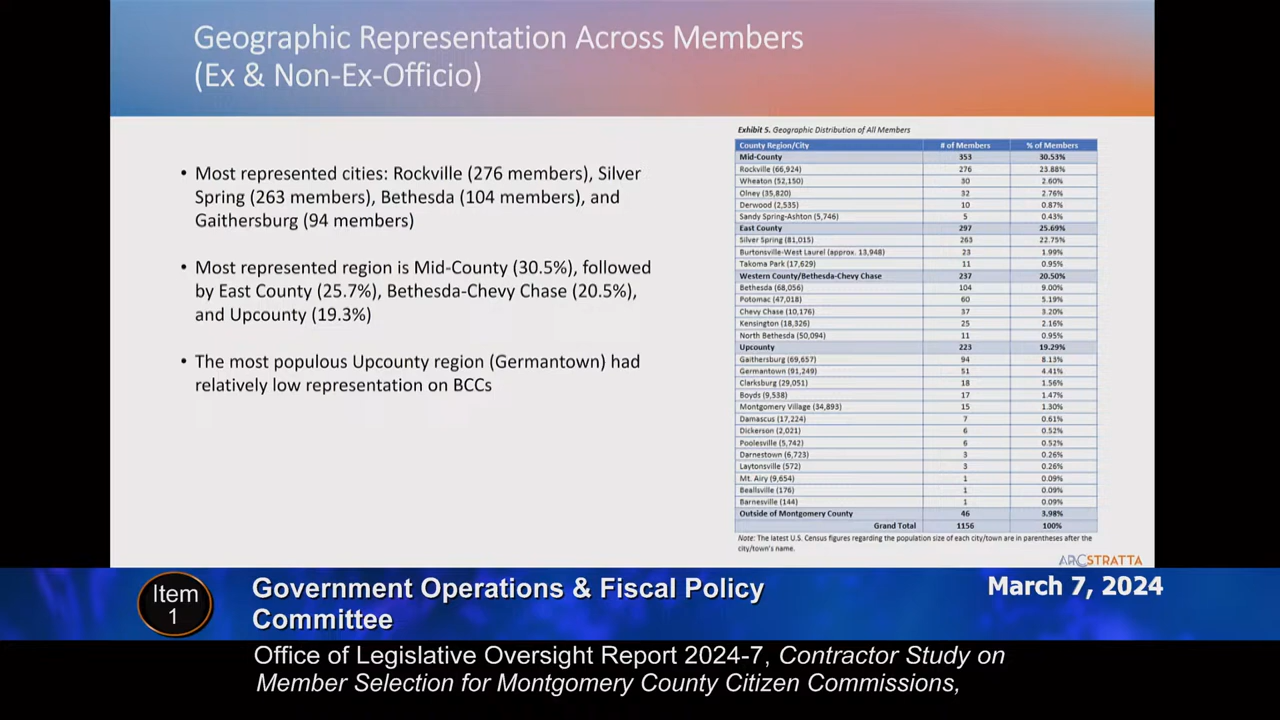 Geographic Representation Across Members
(Ex & Non-Ex-Officio)
• Most represented cities: Rockville (276 members), Silver
Spring (263 members), Bethesda (104 members), and
Gaithersburg (94 members)
• Most represented region is Mid-County (30.5%), followed
by East County (25.7%), Bethesda-Chevy Chase (20.5%),
and Upcounty (19.3%)
• The most populous Upcounty region (Germantown) had
relatively low representation on BCCs
Exhibit 5. Geographic Distribution of All Members
County Region/City # of Members % of Members
Mid-County 353 30.53%
Rockville (66,924) 276 23.88%
Wheaton (52,150) 30 2.60%
Olney (35,820) 32 2.76%
Derwood (2,535) 10 0.87%
Sandy Spring-Ashton (5,746) 5 0.43%
East County 297 25.69%
Silver Spring (81,015) 263 22.75%
Burtonsville-West Laurel (approx. 13,948) 23 1.99%
Takoma Park (17,629) 11 0.95%
Western County/Bethesda-Chevy Chase 237 20.50%
Bethesda (68,056) 104 9.00%
Potomac (47,018) 60 5.19%
Chevy Chase (10,176) 37 3.20%
Kensington (18,326) 25 2.16%
North Bethesda (50,094) 11 0.95%
Upcounty 223 19.29%
Gaithersburg (69,657) 94 8.13%
Germantown (91,249) 51 4.41%
Clarksburg (29,051) 18 1.56%
Boyds (9,538) 17 1.47%
Montgomery Village (34,893) 15 1.30%
Damascus (17,224) 7 0.61%
Dickerson (2,021) 6 0.52%
Poolesville (5,742) 6 0.52%
Darnestown (6,723) 3 0.26%
Laytonsville (572) 3 0.26%
Mt. Airy (9,654) 1 0.09%
Beallsville (176) 1 0.09%
Barnesville (144) 1 0.09%
Outside of Montgomery County 46 3.98%
Grand Total 1156 100%
Note: The latest U.S. Census figures regarding the population size of each city/town are in parentheses after the
city/town's name.
ARCSTRATTA
Item
1
Government Operations & Fiscal Policy
Committee
March 7, 2024
Office of Legislative Oversight Report 2024-7, Contractor Study on
Member Selection for Montgomery County Citizen Commissions,